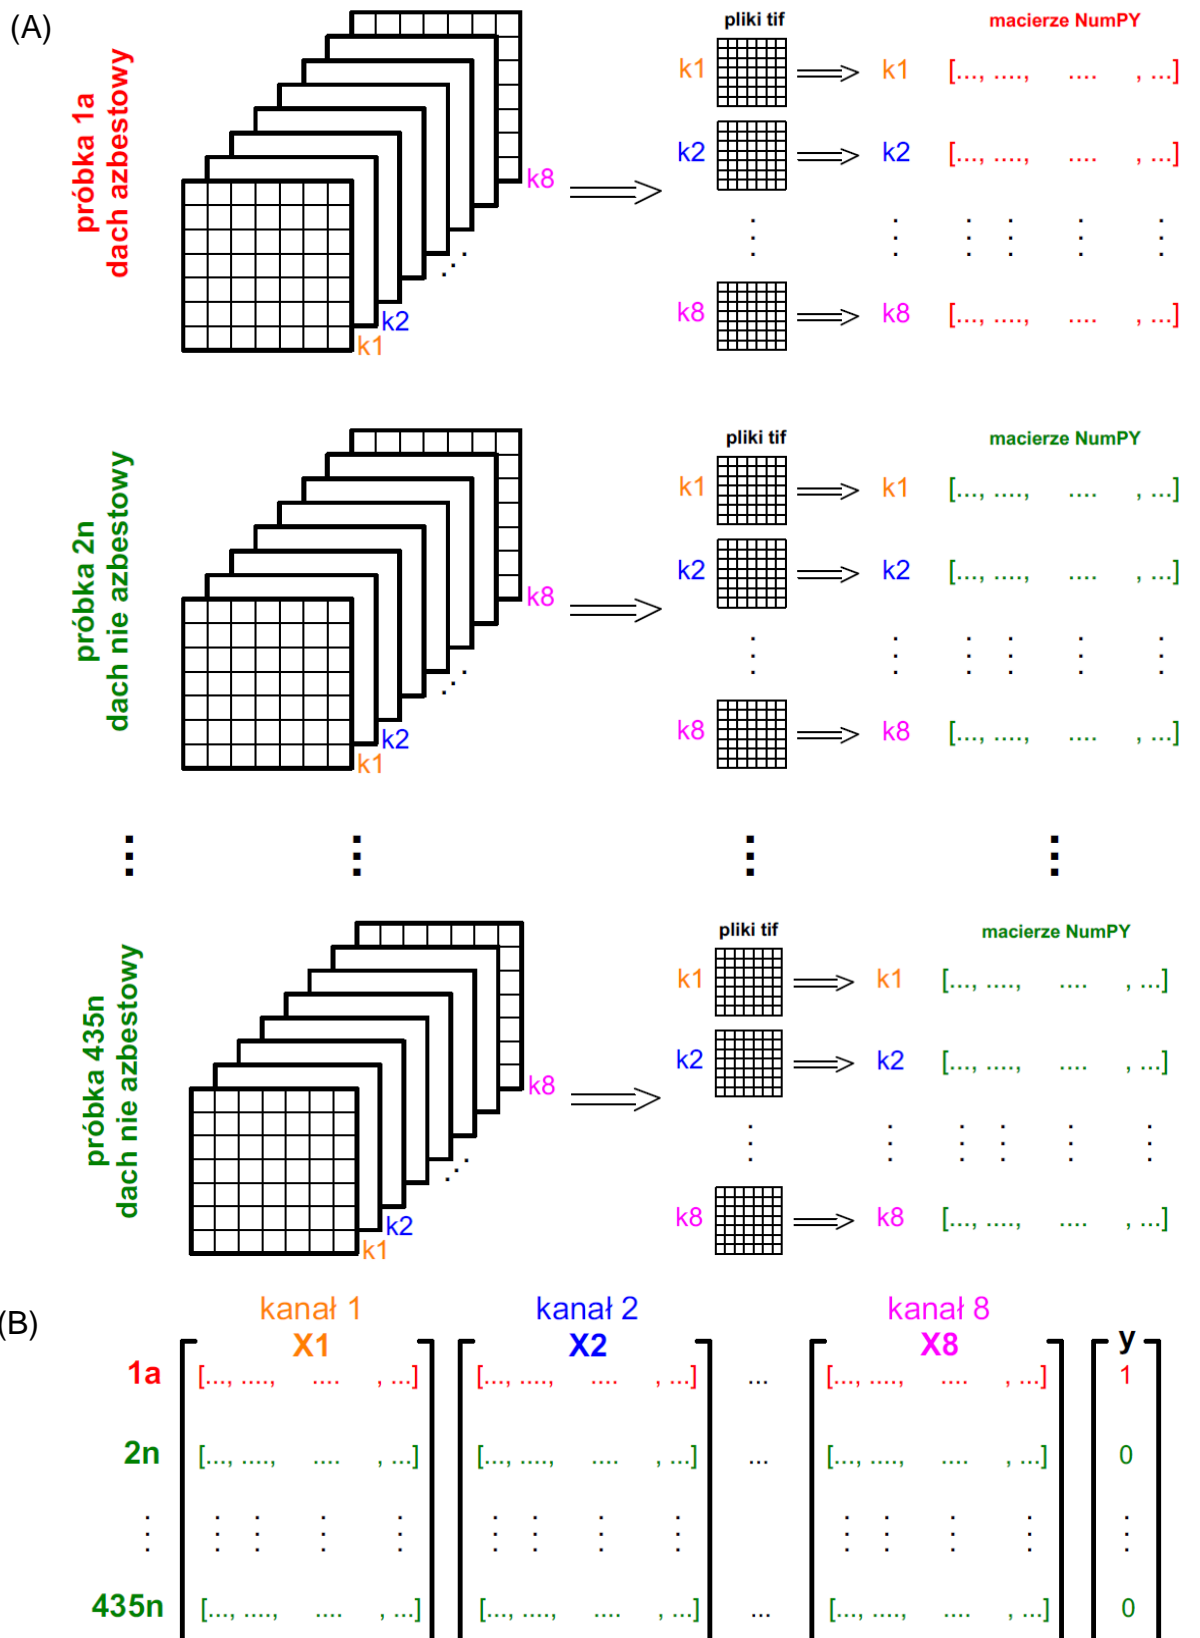 (A)
próbka 1a
dach azbestowy
k1
k2
k8
pliki tif
macierze NumPY
k1 k1 [..., ...., .... , ...]
k2 k2 [..., ...., .... , ...]
k8 k8 [..., ...., .... , ...]
próbka 2n
dach nie azbestowy
k1
k2
k8
pliki tif
macierze NumPY
k1 k1 [..., ...., .... , ...]
k2 k2 [..., ...., .... , ...]
k8 k8 [..., ...., .... , ...]
próbka 435n
dach nie azbestowy
k1
k2
k8
pliki tif
macierze NumPY
k1 k1 [..., ...., .... , ...]
k2 k2 [..., ...., .... , ...]
k8 k8 [..., ...., .... , ...]
(B)
kanał 1 kanał 2 kanał 8
X1 X2 X8 y
1a [..., ...., .... , ...] [..., ...., .... , ...] ... [..., ...., .... , ...] 1
2n [..., ...., .... , ...] [..., ...., .... , ...] ... [..., ...., .... , ...] 0
435n [..., ...., .... , ...] [..., ...., .... , ...] ... [..., ...., .... , ...] 0